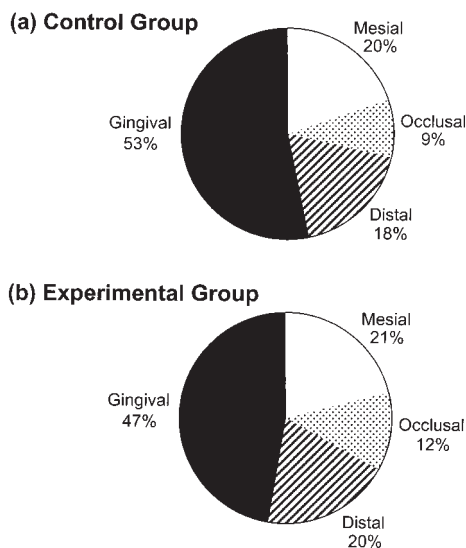 (a) Control Group
Mesial
20%
Gingival
53%
Occlusal
9%
Distal
18%
(b) Experimental Group
Mesial
21%
Gingival
47%
Occlusal
12%
Distal
20%